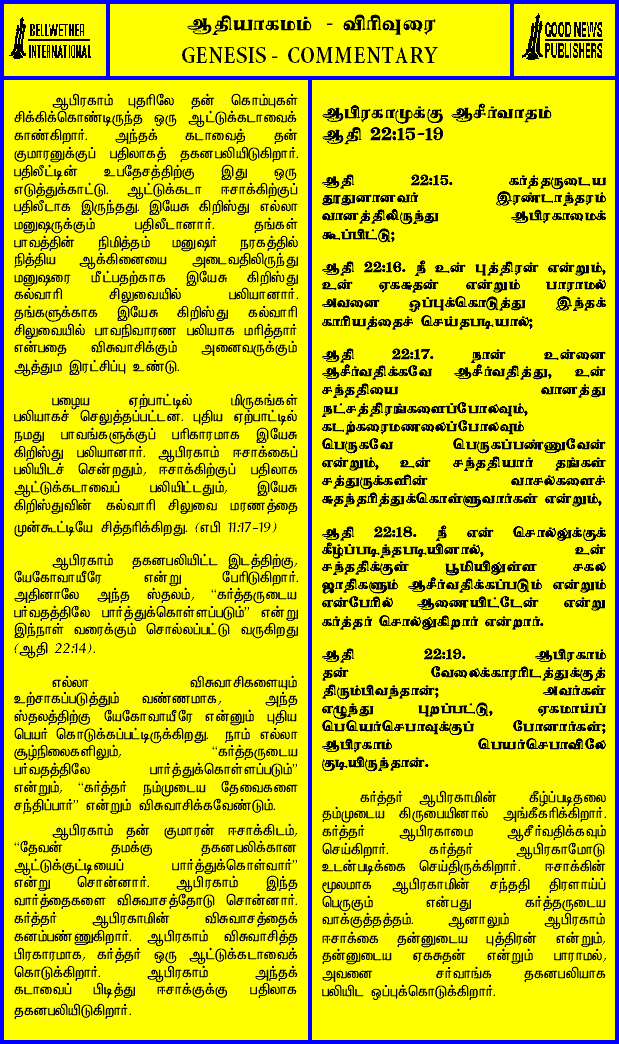 BELLWETHER
INTERNATIONAL
ஆதியாகமம் - விரிவுரை
GENESIS - COMMENTARY
GOOD NEWS
PUBLISHERS
ஆபிரகாம் புதரிலே தன் கொம்புகள்
சிக்கிக்கொண்டிருந்த ஒரு ஆட்டுக்கடாவைக்
காண்கிறார். அந்தக் கடாவைத் தன்
குமாரனுக்குப் பதிலாகத் தகனபலியிடுகிறார்.
பதிலீட்டின் உபதேசத்திற்கு இது ஒரு
எடுத்துக்காட்டு. ஆட்டுக்கடா ஈசாக்கிற்குப்
பதிலீடாக இருந்தது. இயேசு கிறிஸ்து எல்லா
மனுஷருக்கும் பதிலீடானார். தங்கள்
பாவத்தின் நிமித்தம் மனுஷர் நரகத்தில்
நித்திய ஆக்கினையை அடைவதிலிருந்து
மனுஷரை மீட்பதற்காக இயேசு கிறிஸ்து
கல்வாரி சிலுவையில் பலியானார்.
தங்களுக்காக இயேசு கிறிஸ்து கல்வாரி
சிலுவையில் பாவநிவாரண பலியாக மரித்தார்
என்பதை விசுவாசிக்கும் அனைவருக்கும்
ஆத்தும இரட்சிப்பு உண்டு.
பழைய ஏற்பாட்டில் மிருகங்கள்
பலியாகச் செலுத்தப்பட்டன. புதிய ஏற்பாட்டில்
நமது பாவங்களுக்குப் பரிகாரமாக இயேசு
கிறிஸ்து பலியானார். ஆபிரகாம் ஈசாக்கைப்
பலியிடச் சென்றதும், ஈசாக்கிற்குப் பதிலாக
ஆட்டுக்கடாவைப் பலியிட்டதும், இயேசு
கிறிஸ்துவின் கல்வாரி சிலுவை மரணத்தை
முன்கூட்டியே சித்தரிக்கிறது. (எபி 11:17-19)
ஆபிரகாம் தகனபலியிட்ட இடத்திற்கு,
யேகோவாயீரே என்று பேரிடுகிறார்.
அதினாலே அந்த ஸ்தலம், “கர்த்தருடைய
பர்வதத்திலே பார்த்துக்கொள்ளப்படும்” என்று
இந்நாள் வரைக்கும் சொல்லப்பட்டு வருகிறது
(ஆதி 22:14).
எல்லா விசுவாசிகளையும்
உற்சாகப்படுத்தும் வண்ணமாக, அந்த
ஸ்தலத்திற்கு யேகோவாயீரே என்னும் புதிய
பெயர் கொடுக்கப்பட்டிருக்கிறது. நாம் எல்லா
சூழ்நிலைகளிலும், “கர்த்தருடைய
பர்வதத்திலே பார்த்துக்கொள்ளப்படும்”
என்றும், “கர்த்தர் நம்முடைய தேவைகளை
சந்திப்பார்” என்றும் விசுவாசிக்கவேண்டும்.
ஆபிரகாம் தன் குமாரன் ஈசாக்கிடம்,
“தேவன் தமக்கு தகனபலிக்கான
ஆட்டுக்குட்டியைப் பார்த்துக்கொள்வார்”
என்று சொன்னார். ஆபிரகாம் இந்த
வார்த்தைகளை விசுவாசத்தோடு சொன்னார்.
கர்த்தர் ஆபிரகாமின் விசுவாசத்தைக்
கனம்பண்ணுகிறார். ஆபிரகாம் விசுவாசித்த
பிரகாரமாக, கர்த்தர் ஒரு ஆட்டுக்கடாவைக்
கொடுக்கிறார். ஆபிரகாம் அந்தக்
கடாவைப் பிடித்து ஈசாக்குக்கு பதிலாக
தகனபலியிடுகிறார்.
ஆபிரகாமுக்கு ஆசீர்வாதம்
ஆதி 22:15-19
ஆதி 22:15. கர்த்தருடைய
தூதனானவர் இரண்டாந்தரம்
வானத்திலிருந்து ஆபிரகாமைக்
கூப்பிட்டு;
ஆதி 22:16. நீ உன் புத்திரன் என்றும்,
உன் ஏகசுதன் என்றும் பாராமல்
அவனை ஒப்புக்கொடுத்து இந்தக்
காரியத்தைச் செய்தபடியால்;
ஆதி 22:17. நான் உன்னை
ஆசீர்வதிக்கவே ஆசீர்வதித்து, உன்
சந்ததியை வானத்து
நட்சத்திரங்களைப்போலவும்,
கடற்கரைமணலைப்போலவும்
பெருகவே பெருகப்பண்ணுவேன்
என்றும், உன் சந்ததியார் தங்கள்
சத்துருக்களின் வாசல்களைச்
சுதந்தரித்துக்கொள்ளுவார்கள் என்றும்,
ஆதி 22:18. நீ என் சொல்லுக்குக்
கீழ்ப்படிந்தபடியினால், உன்
சந்ததிக்குள் பூமியிலுள்ள சகல
ஜாதிகளும் ஆசீர்வதிக்கப்படும் என்றும்
என்பேரில் ஆணையிட்டேன் என்று
கர்த்தர் சொல்லுகிறார் என்றார்.
ஆதி 22:19. ஆபிரகாம்
தன் வேலைக்காரரிடத்துக்குத்
திரும்பிவந்தான்; அவர்கள்
எழுந்து புறப்பட்டு, ஏகமாய்ப்
பெயெர்செபாவுக்குப் போனார்கள்;
ஆபிரகாம் பெயர்செபாவிலே
குடியிருந்தான்.
கர்த்தர் ஆபிரகாமின் கீழ்ப்படிதலை
தம்முடைய கிருபையினால் அங்கீகரிக்கிறார்.
கர்த்தர் ஆபிரகாமை ஆசீர்வதிக்கவும்
செய்கிறார். கர்த்தர் ஆபிரகாமோடு
உடன்படிக்கை செய்திருக்கிறார். ஈசாக்கின்
மூலமாக ஆபிரகாமின் சந்ததி திரளாய்ப்
பெருகும் என்பது கர்த்தருடைய
வாக்குத்தத்தம். ஆனாலும் ஆபிரகாம்
ஈசாக்கை தன்னுடைய புத்திரன் என்றும்,
தன்னுடைய ஏகசுதன் என்றும் பாராமல்,
அவனை சர்வாங்க தகனபலியாக
பலியிட ஒப்புக்கொடுக்கிறார்.